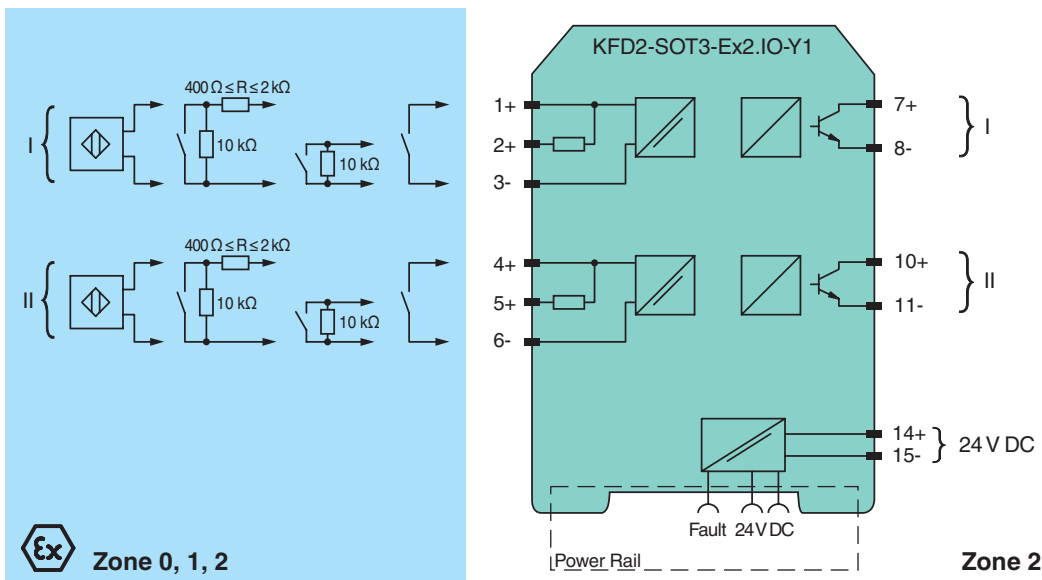 KFD2-SOT3-Ex2.IO-Y1
400 Ω ≤ R ≤ 2 kΩ
I
10 kΩ
10 kΩ
1+
2+
3-
7+
8-
I
400 Ω ≤ R ≤ 2 kΩ
II
10 kΩ
10 kΩ
4+
5+
6-
10+
11-
II
14+
15-
24 V DC
Fault
24 V DC
Power Rail
Ex
Zone 0, 1, 2
Zone 2